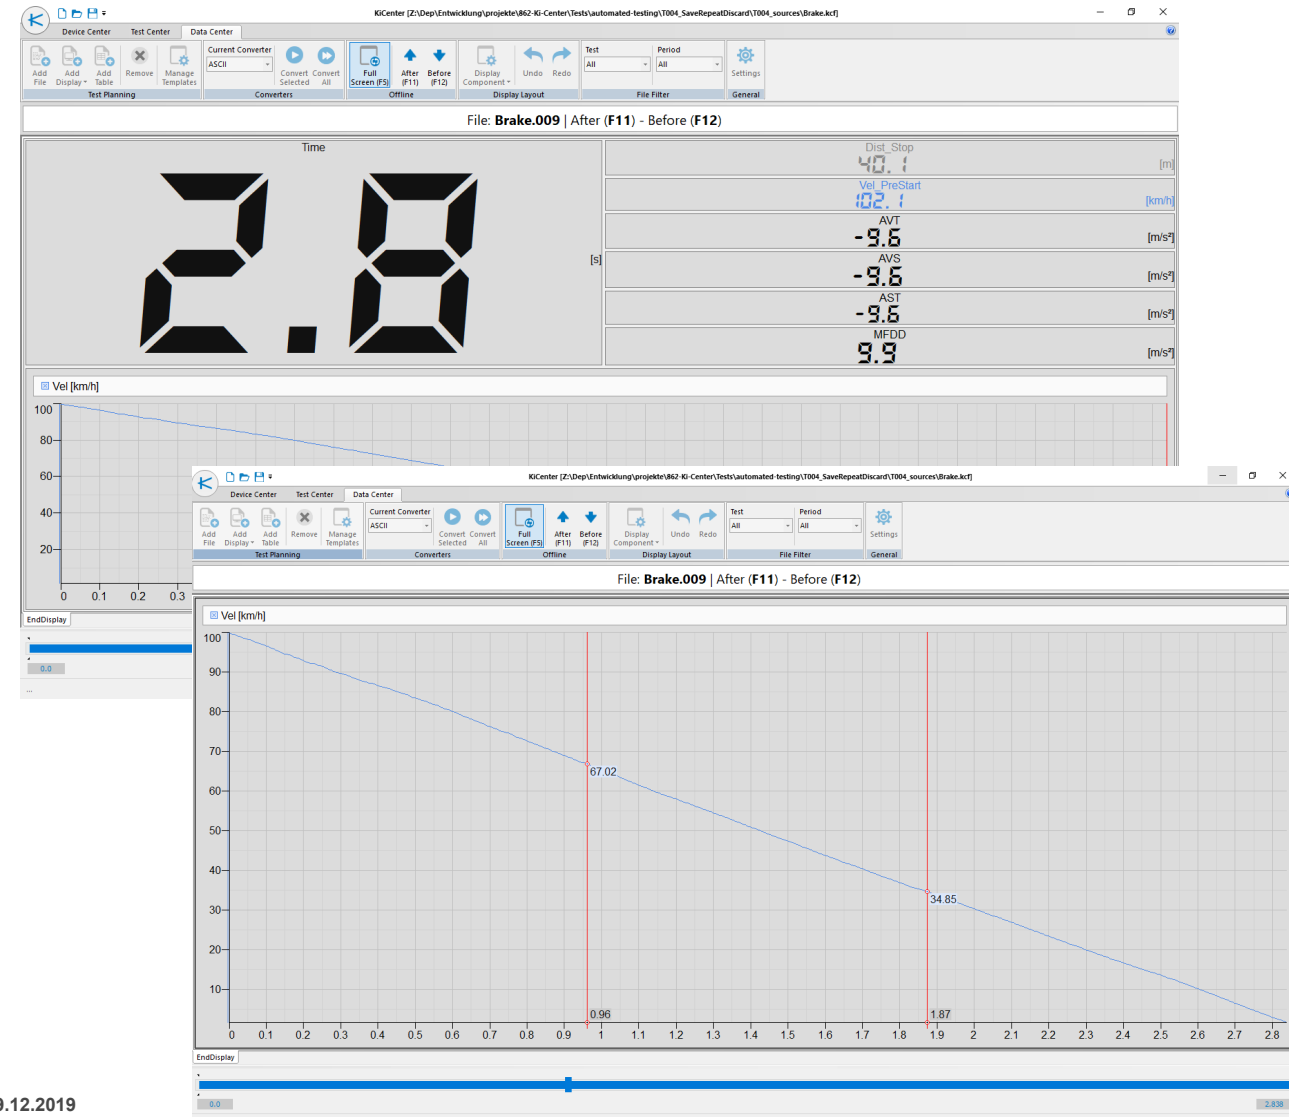 KiCenter [Z:\Dep\Entwicklung\projekte\862-Ki-Center\Tests\automated-testing\T004_SaveRepeatDiscard\T004_sources\Brake.kcf]
Device Center Test Center Data Center
Current Converter
ASCII
Test
All
Period
All
Add File
Add Display
Add Table
Remove
Manage Templates
Convert Selected
Convert All
Full Screen (F5)
After (F11)
Before (F12)
Display Component
Undo
Redo
Settings
Test Planning Converters Offline Display Layout File Filter General
File: Brake.009 | After (F11) - Before (F12)
Time
2.8
[s]
Dist_Stop
40.1 [m]
Vel_PreStart
102.1 [km/h]
AVT
-9.6 [m/s²]
AVS
-9.6 [m/s²]
AST
-9.6 [m/s²]
MFDD
9.9 [m/s²]
Vel [km/h]
100
80
60
40
20
0 0.1 0.2 0.3
EndDisplay
0.0
...
KiCenter [Z:\Dep\Entwicklung\projekte\862-Ki-Center\Tests\automated-testing\T004_SaveRepeatDiscard\T004_sources\Brake.kcf]
Device Center Test Center Data Center
Current Converter
ASCII
Test
All
Period
All
Add File
Add Display
Add Table
Remove
Manage Templates
Convert Selected
Convert All
Full Screen (F5)
After (F11)
Before (F12)
Display Component
Undo
Redo
Settings
Test Planning Converters Offline Display Layout File Filter General
File: Brake.009 | After (F11) - Before (F12)
Vel [km/h]
100
90
80
70
67.02
60
50
40
34.85
30
20
10
0.96 1.87
0 0.1 0.2 0.3 0.4 0.5 0.6 0.7 0.8 0.9 1 1.1 1.2 1.3 1.4 1.5 1.6 1.7 1.8 1.9 2 2.1 2.2 2.3 2.4 2.5 2.6 2.7 2.8
EndDisplay
0.0 2.838
9.12.2019